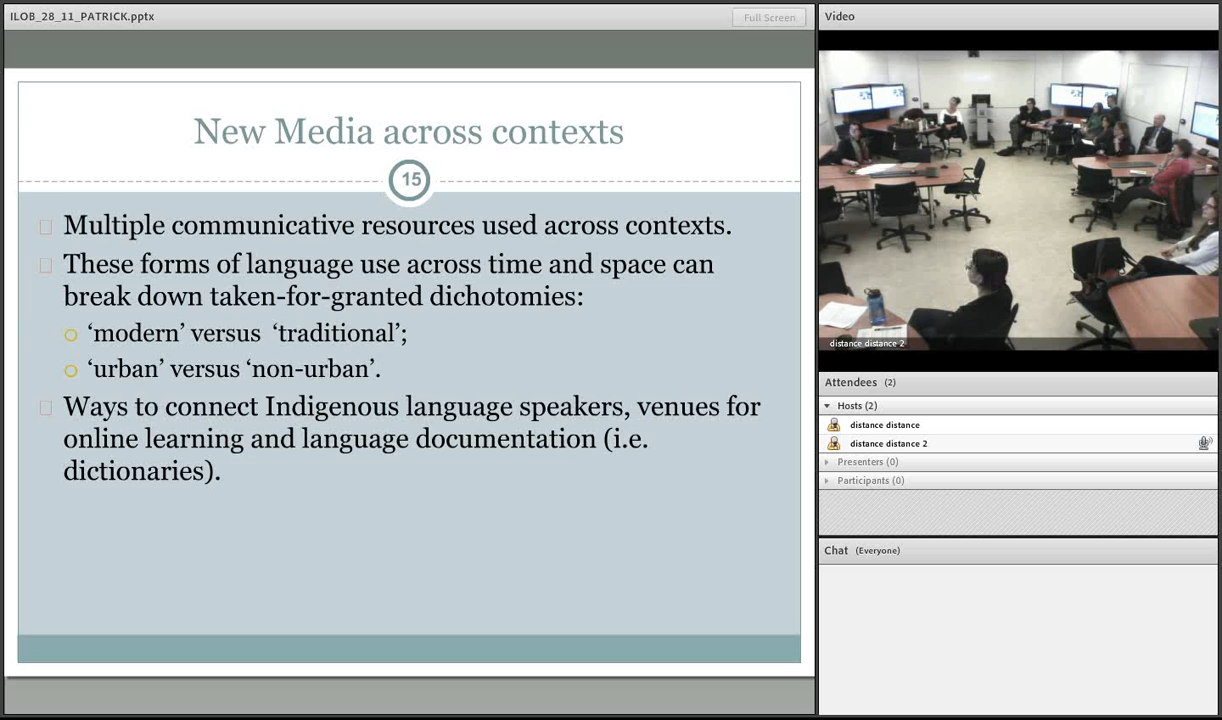 ILOB_28_11_PATRICK.pptx
Full Screen
New Media across contexts
15
Multiple communicative resources used across contexts.
These forms of language use across time and space can
break down taken-for-granted dichotomies:
‘modern’ versus ‘traditional’;
‘urban’ versus ‘non-urban’.
Ways to connect Indigenous language speakers, venues for
online learning and language documentation (i.e.
dictionaries).
Video
distance distance 2
Attendees (2)
Hosts (2)
distance distance
distance distance 2
Presenters (0)
Participants (0)
Chat (Everyone)